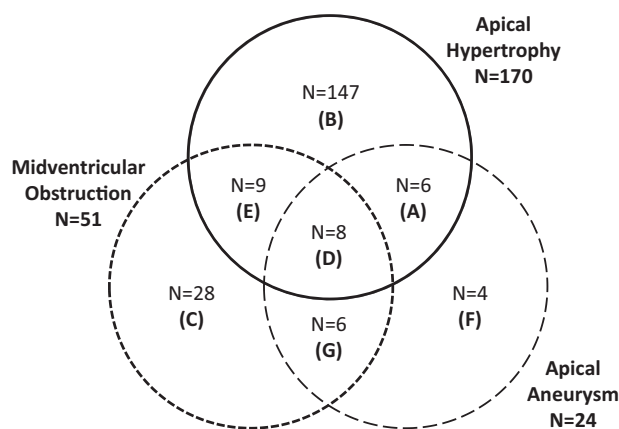 Apical
Hypertrophy
N=170
N=147
(B)
Midventricular
Obstruction
N=51
N=9
(E)
N=6
(A)
N=8
(D)
N=28
(C)
N=4
(F)
N=6
(G)
Apical
Aneurysm
N=24